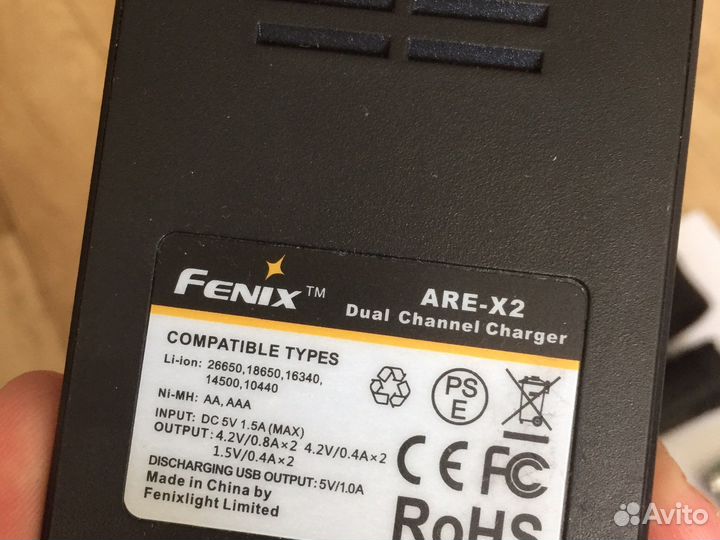 FENIX™
ARE-X2
Dual Channel Charger
COMPATIBLE TYPES
Li-ion: 26650,18650,16340,
14500,10440
Ni-MH: AA, AAA
INPUT: DC 5V 1.5A (MAX)
OUTPUT: 4.2V/0.8A×2 4.2V/0.4A×2
1.5V/0.4A×2
DISCHARGING USB OUTPUT: 5V/1.0A
Made in China by
Fenixlight Limited
PS
E
CE FC
RoHS
Avito